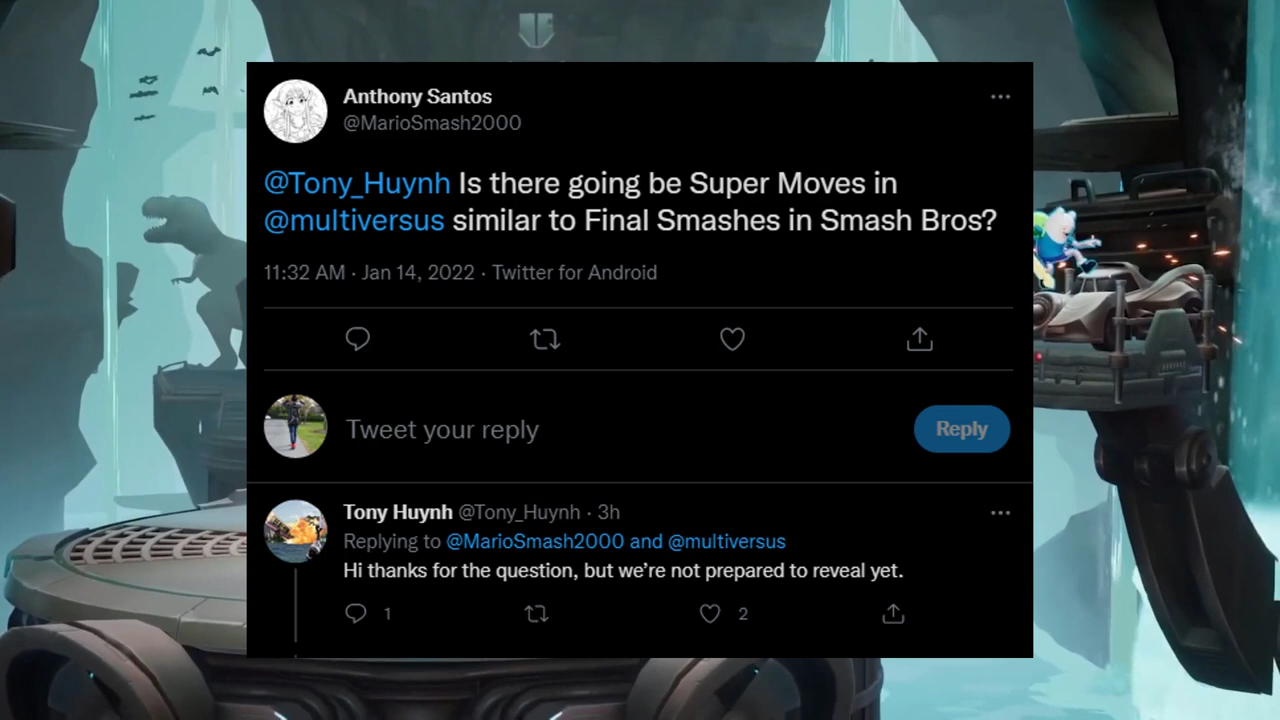 Anthony Santos
@MarioSmash2000
@Tony_Huynh Is there going be Super Moves in
@multiversus similar to Final Smashes in Smash Bros?
11:32 AM · Jan 14, 2022 · Twitter for Android
Tweet your reply
Reply
Tony Huynh @Tony_Huynh · 3h
Replying to @MarioSmash2000 and @multiversus
Hi thanks for the question, but we’re not prepared to reveal yet.
1
2